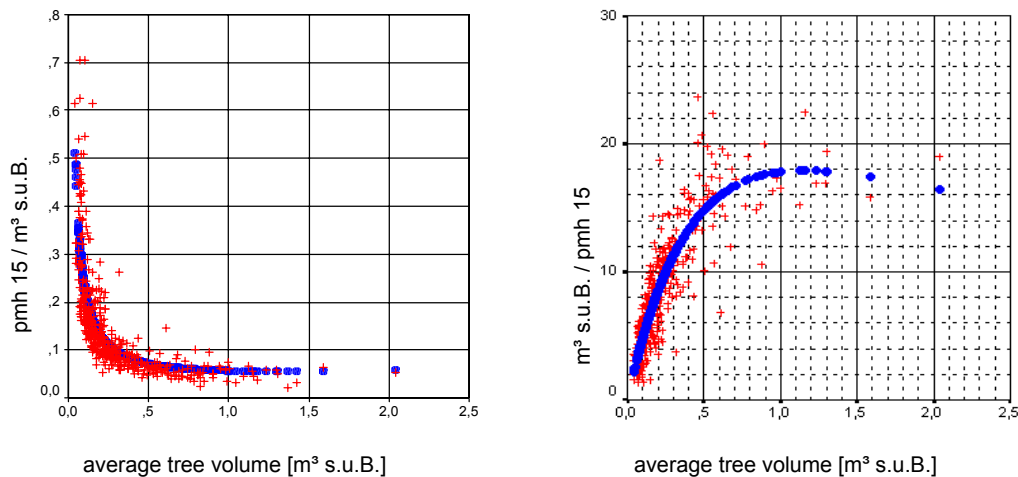 ,8
,7
,6
,5
,4
,3
,2
,1
0,0
pmh 15 / m³ s.u.B.
0,0 ,5 1,0 1,5 2,0 2,5
average tree volume [m³ s.u.B.]
30
20
10
0
m³ s.u.B. / pmh 15
0,0 ,5 1,0 1,5 2,0 2,5
average tree volume [m³ s.u.B.]